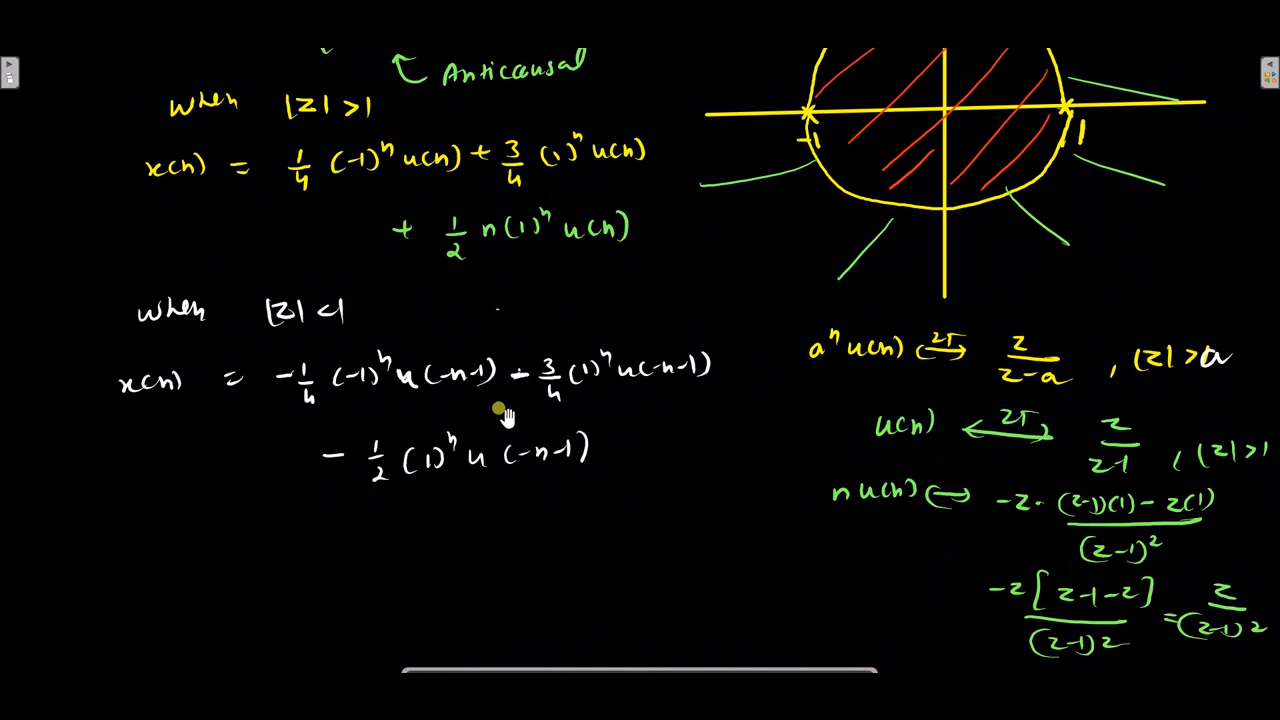 Anticausal
when |z| > 1
x(n) = 1/4 (-1)^n u(n) + 3/4 (1)^n u(n)
+ 1/2 n(1)^n u(n)
-1
1
when |z| < 1
x(n) = -1/4 (-1)^n u(-n-1) - 3/4 (1)^n u(-n-1)
- 1/2 (1)^n u(-n-1)
a^n u(n) ↔ZT z/(z-a) , |z| > a
u(n) ↔ZT z/(z-1) , |z| > 1
n u(n) ↔ -z · ((z-1)(1) - z(1))/(z-1)^2
-z[z-1-z]/(z-1)^2 = z/(z-1)^2